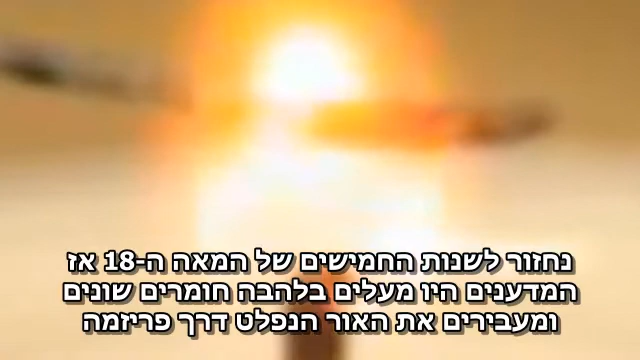 נחזור לשנות החמישים של המאה ה-18 אז
המדענים היו מעלים בלהבה חומרים שונים
ומעבירים את האור הנפלט דרך פריזמה